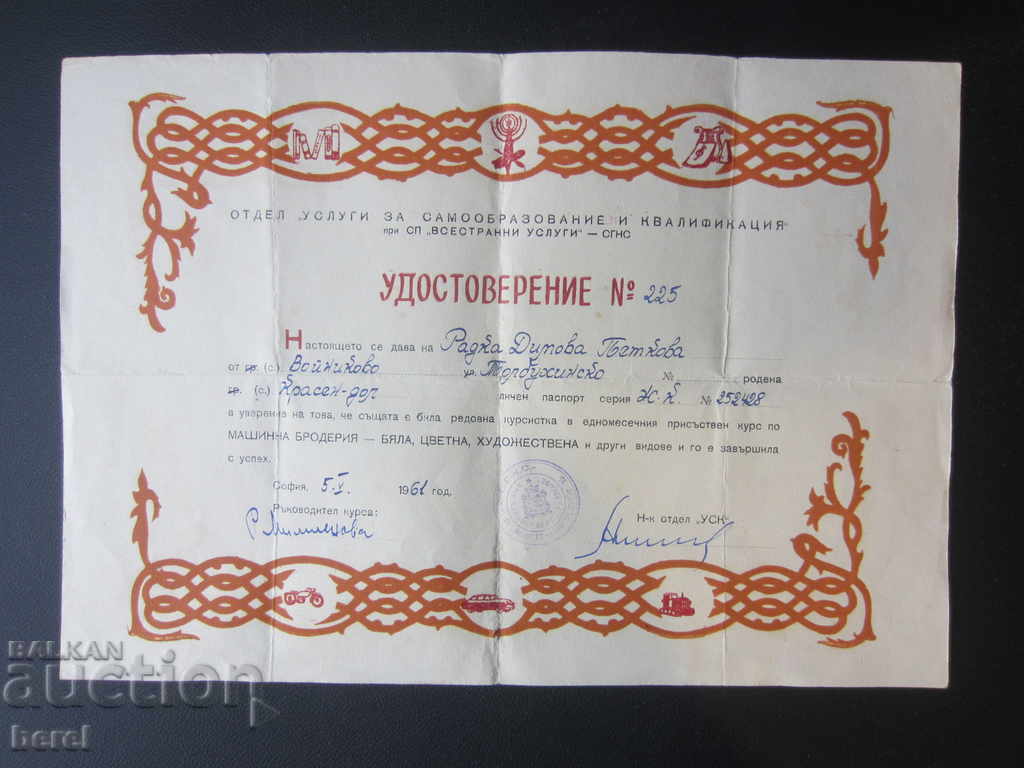 ОТДЕЛ „УСЛУГИ ЗА САМООБРАЗОВАНИЕ И КВАЛИФИКАЦИЯ"
при СП „ВСЕСТРАННИ УСЛУГИ" — СГНС
УДОСТОВЕРЕНИЕ № 225
Настоящето се дава на Радка Димова Петкова
от гр. (с.) Войниково ул. Толбухинско № родена
гр. (с.) Красен-дол личен паспорт серия Ж.К. № 252428
в уверение на това, че същата е била редовна курсистка в едномесечния присъствен курс по
МАШИННА БРОДЕРИЯ — БЯЛА, ЦВЕТНА, ХУДОЖЕСТВЕНА и други видове и го е завършила
с успех.
София, 5.V. 1961 год.
Ръководител курса:
Н-к отдел „УСК"
BALKAN
auction
berel